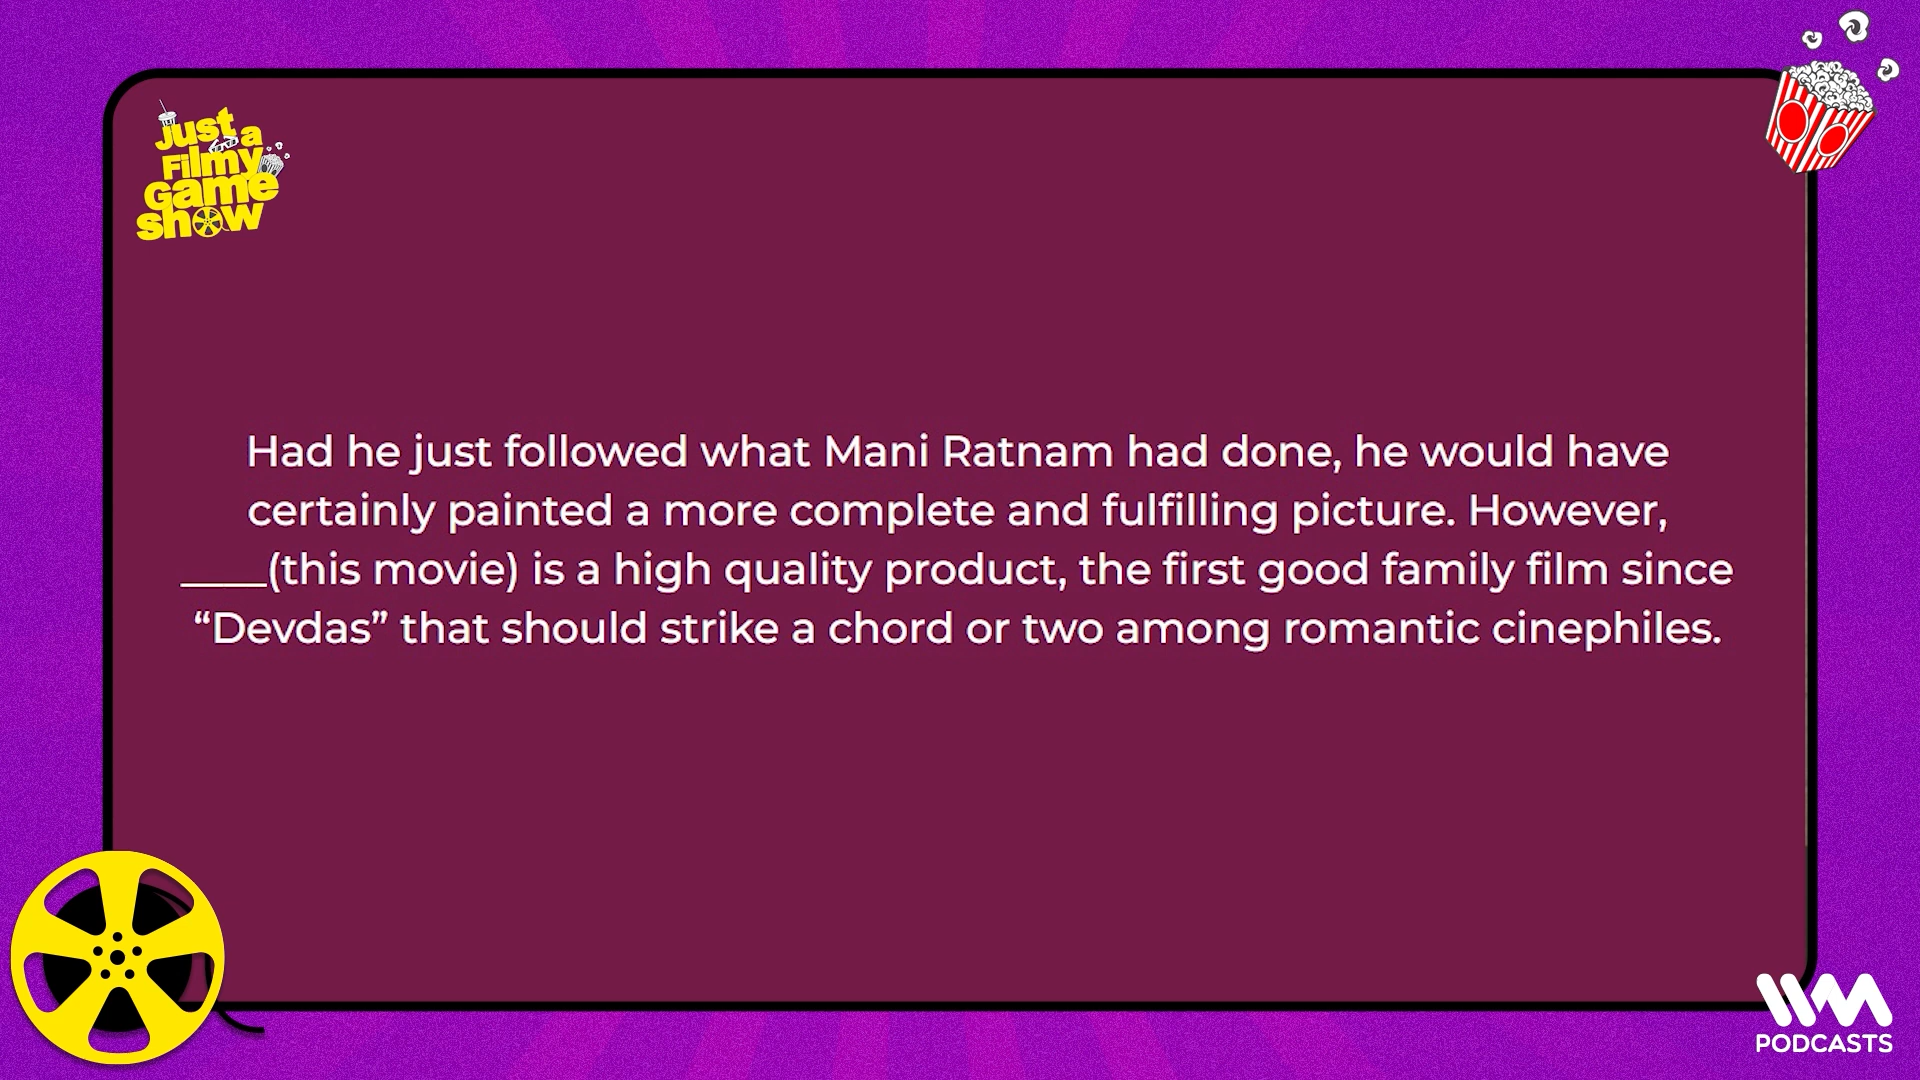 Just a
Filmy
Game
show
Had he just followed what Mani Ratnam had done, he would have
certainly painted a more complete and fulfilling picture. However,
____(this movie) is a high quality product, the first good family film since
“Devdas” that should strike a chord or two among romantic cinephiles.
IVM
PODCASTS